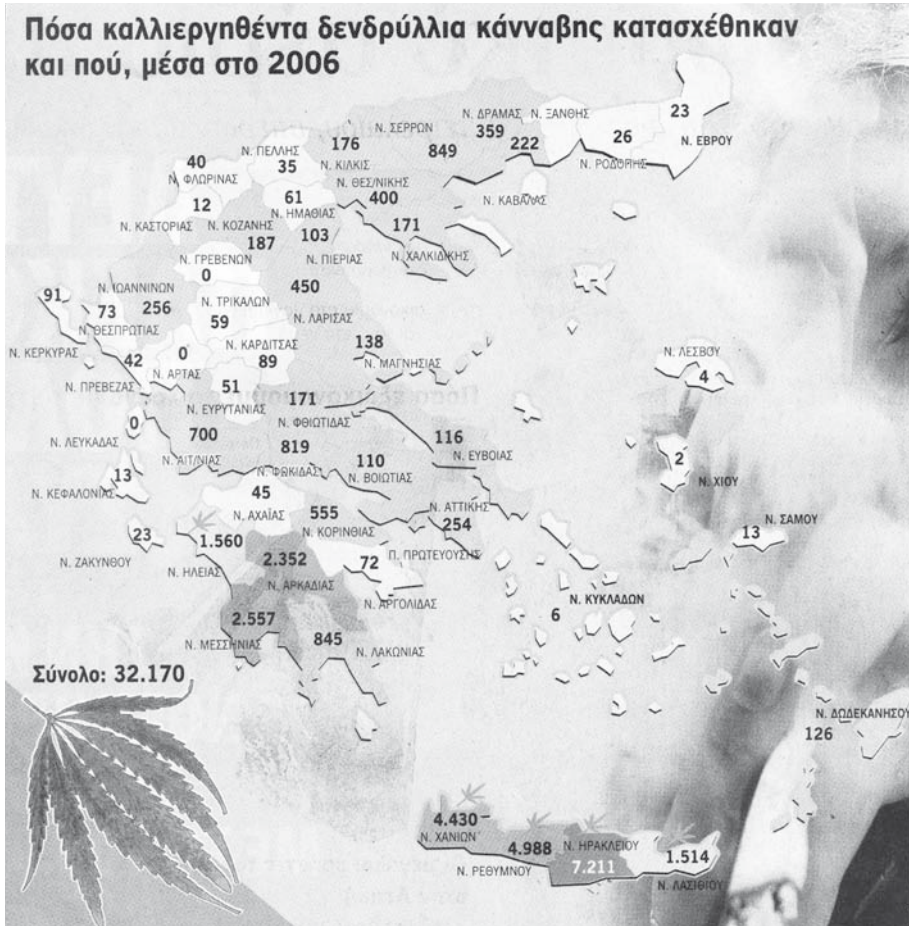 Πόσα καλλιεργηθέντα δενδρύλλια κάνναβης κατασχέθηκαν
και πού, μέσα στο 2006
Ν. ΔΡΑΜΑΣ
359
Ν. ΞΑΝΘΗΣ
222
23
Ν. ΕΒΡΟΥ
26
Ν. ΡΟΔΟΠΗΣ
Ν. ΣΕΡΡΩΝ
849
176
Ν. ΚΙΛΚΙΣ
Ν. ΠΕΛΛΗΣ
35
40
Ν. ΦΛΩΡΙΝΑΣ
Ν. ΘΕΣ/ΝΙΚΗΣ
400
Ν. ΚΑΒΑΛΑΣ
12
Ν. ΚΑΣΤΟΡΙΑΣ
61
Ν. ΗΜΑΘΙΑΣ
Ν. ΚΟΖΑΝΗΣ
187
103
Ν. ΠΙΕΡΙΑΣ
171
Ν. ΧΑΛΚΙΔΙΚΗΣ
Ν. ΓΡΕΒΕΝΩΝ
0
450
Ν. ΛΑΡΙΣΑΣ
91
Ν. ΚΕΡΚΥΡΑΣ
Ν. ΙΩΑΝΝΙΝΩΝ
256
73
Ν. ΘΕΣΠΡΩΤΙΑΣ
Ν. ΤΡΙΚΑΛΩΝ
59
Ν. ΚΑΡΔΙΤΣΑΣ
89
138
Ν. ΜΑΓΝΗΣΙΑΣ
Ν. ΛΕΣΒΟΥ
4
42
Ν. ΠΡΕΒΕΖΑΣ
0
Ν. ΑΡΤΑΣ
51
Ν. ΕΥΡΥΤΑΝΙΑΣ
171
Ν. ΦΘΙΩΤΙΔΑΣ
0
Ν. ΛΕΥΚΑΔΑΣ
700
Ν. ΑΙΤ/ΝΙΑΣ
819
Ν. ΦΩΚΙΔΑΣ
110
Ν. ΒΟΙΩΤΙΑΣ
116
Ν. ΕΥΒΟΙΑΣ
2
Ν. ΧΙΟΥ
13
Ν. ΚΕΦΑΛΟΝΙΑΣ
45
Ν. ΑΧΑΪΑΣ
555
Ν. ΚΟΡΙΝΘΙΑΣ
Ν. ΑΤΤΙΚΗΣ
254
Π. ΠΡΩΤΕΥΟΥΣΗΣ
Ν. ΣΑΜΟΥ
13
23
Ν. ΖΑΚΥΝΘΟΥ
1.560
Ν. ΗΛΕΙΑΣ
2.352
Ν. ΑΡΚΑΔΙΑΣ
72
Ν. ΑΡΓΟΛΙΔΑΣ
Ν. ΚΥΚΛΑΔΩΝ
6
2.557
Ν. ΜΕΣΣΗΝΙΑΣ
845
Ν. ΛΑΚΩΝΙΑΣ
Σύνολο: 32.170
Ν. ΔΩΔΕΚΑΝΗΣΟΥ
126
4.430
Ν. ΧΑΝΙΩΝ
4.988
Ν. ΡΕΘΥΜΝΟΥ
Ν. ΗΡΑΚΛΕΙΟΥ
7.211
1.514
Ν. ΛΑΣΙΘΙΟΥ